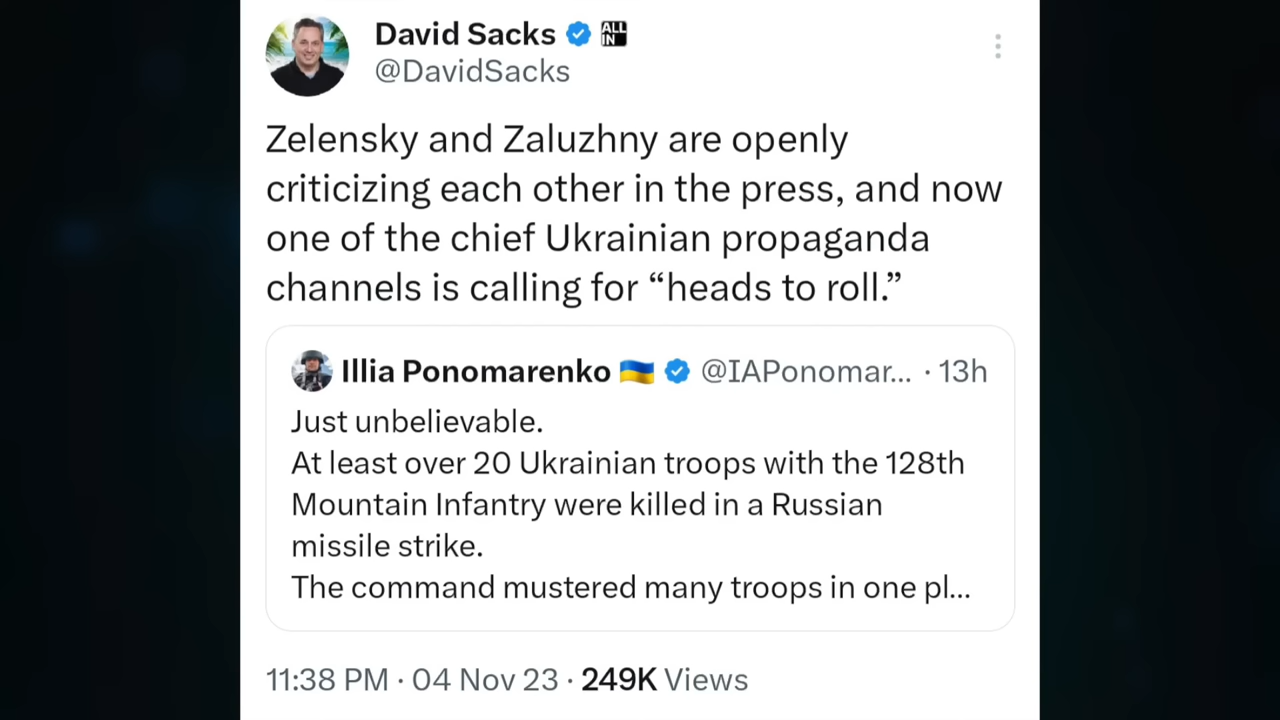 David Sacks ALL IN
@DavidSacks
Zelensky and Zaluzhny are openly
criticizing each other in the press, and now
one of the chief Ukrainian propaganda
channels is calling for “heads to roll.”
Illia Ponomarenko 🇺🇦 @IAPonomar... · 13h
Just unbelievable.
At least over 20 Ukrainian troops with the 128th
Mountain Infantry were killed in a Russian
missile strike.
The command mustered many troops in one pl...
11:38 PM · 04 Nov 23 · 249K Views